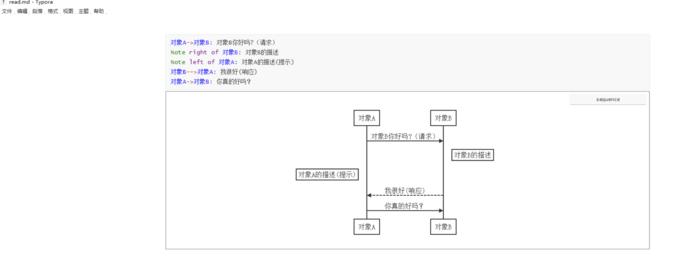 read.md - Typora
文件 编辑 段落 格式 视图 主题 帮助
对象A->对象B: 对象B你好吗?（请求）
Note right of 对象B: 对象B的描述
Note left of 对象A: 对象A的描述(提示)
对象B-->对象A: 我很好(响应)
对象A->对象B: 你真的好吗？
sequence
对象A 对象B
对象B你好吗?（请求）
对象B的描述
对象A的描述(提示)
我很好(响应)
你真的好吗？
对象A 对象B